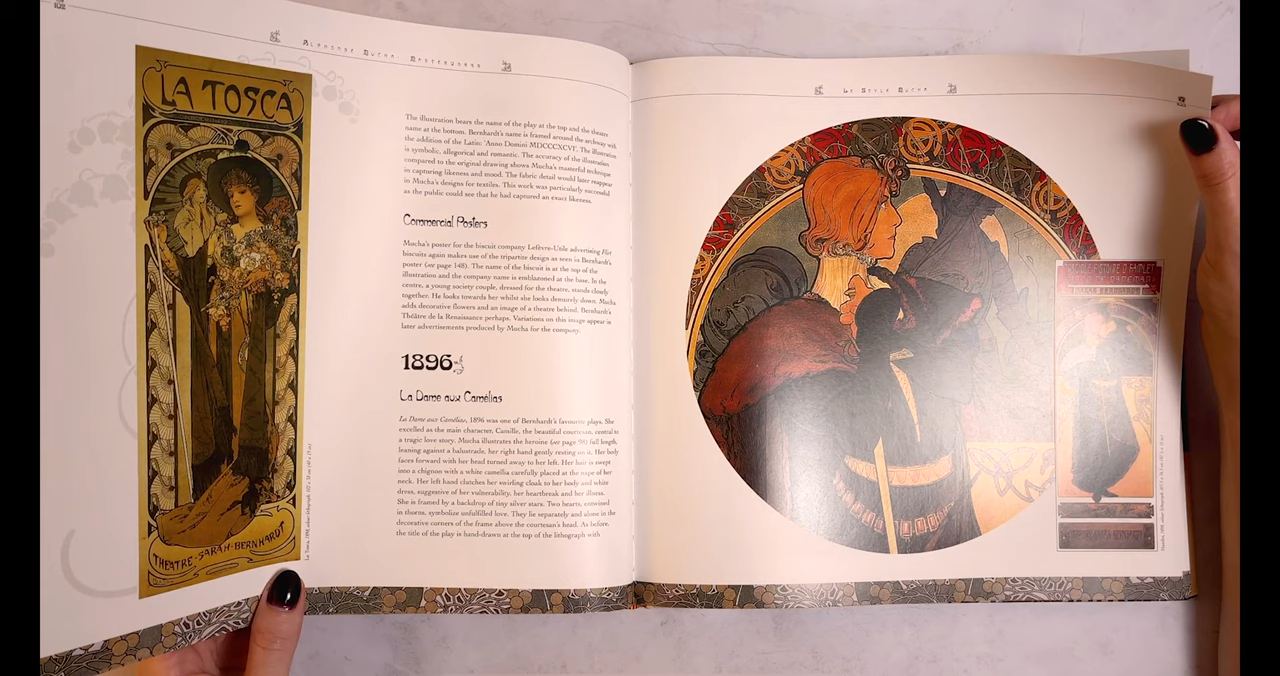 102
Alphonse Mucha: Masterworks
LA TOSCA
THEATRE-SARAH-BERNHARDT
The illustration bears the name of the play at the top and the theatre
name at the bottom. Bernhardt's name is framed around the archway with
the addition of the Latin: 'Anno Domini MDCCCXCVI'. The illustration
is symbolic, allegorical and romantic. The accuracy of the illustration
compared to the original drawing shows Mucha's masterful technique
in capturing likeness and mood. The fabric detail would later reappear
in Mucha's designs for textiles. This work was particularly successful
as the public could see that he had captured an exact likeness.
Commercial Posters
Mucha's poster for the biscuit company Lefèvre-Utile advertising Flirt
biscuits again makes use of the tripartite design as seen in Bernhardt's
poster (see page 148). The name of the biscuit is at the top of the
illustration and the company name is emblazoned at the base. In the
centre, a young society couple, dressed for the theatre, stands closely
together. He looks towards her whilst she looks demurely down. Mucha
adds decorative flowers and an image of a theatre behind. Bernhardt's
Théâtre de la Renaissance perhaps. Variations on this image appear in
later advertisements produced by Mucha for the company.
1896
La Dame aux Camélias
La Dame aux Camélias, 1896 was one of Bernhardt's favourite plays. She
excelled as the main character, Camille, the beautiful courtesan, central to
a tragic love story. Mucha illustrates the heroine (see page 98) full length,
leaning against a balustrade, her right hand gently resting on it. Her body
faces forward with her head turned away to her left. Her hair is swept
into a chignon with a white camellia carefully placed at the nape of her
neck. Her left hand clutches her swirling cloak to her body and white
dress, suggestive of her vulnerability, her heartbreak and her illness.
She is framed by a backdrop of tiny silver stars. Two hearts, entwined
in thorns, symbolize unfulfilled love. They lie separately and alone in the
decorative corners of the frame above the courtesan's head. As before,
the title of the play is hand-drawn at the top of the lithograph with
Le Style Mucha